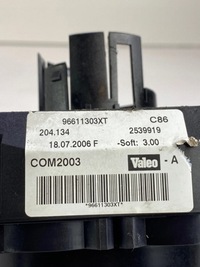 96611303XT C86
204.134 2539919
18.07.2006 F -Soft: 3.00
COM2003 Valeo - A
*96611303XT*